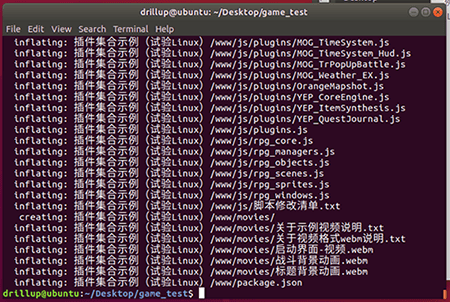 drillup@ubuntu: ~/Desktop/game_test
File Edit View Search Terminal Help
inflating: 插件集合示例（试验Linux）/www/js/plugins/MOG_TimeSystem.js
inflating: 插件集合示例（试验Linux）/www/js/plugins/MOG_TimeSystem_Hud.js
inflating: 插件集合示例（试验Linux）/www/js/plugins/MOG_TrPopUpBattle.js
inflating: 插件集合示例（试验Linux）/www/js/plugins/MOG_Weather_EX.js
inflating: 插件集合示例（试验Linux）/www/js/plugins/OrangeMapshot.js
inflating: 插件集合示例（试验Linux）/www/js/plugins/YEP_CoreEngine.js
inflating: 插件集合示例（试验Linux）/www/js/plugins/YEP_ItemSynthesis.js
inflating: 插件集合示例（试验Linux）/www/js/plugins/YEP_QuestJournal.js
inflating: 插件集合示例（试验Linux）/www/js/plugins.js
inflating: 插件集合示例（试验Linux）/www/js/rpg_core.js
inflating: 插件集合示例（试验Linux）/www/js/rpg_managers.js
inflating: 插件集合示例（试验Linux）/www/js/rpg_objects.js
inflating: 插件集合示例（试验Linux）/www/js/rpg_scenes.js
inflating: 插件集合示例（试验Linux）/www/js/rpg_sprites.js
inflating: 插件集合示例（试验Linux）/www/js/rpg_windows.js
inflating: 插件集合示例（试验Linux）/www/js/脚本修改清单.txt
creating: 插件集合示例（试验Linux）/www/movies/
inflating: 插件集合示例（试验Linux）/www/movies/关于示例视频说明.txt
inflating: 插件集合示例（试验Linux）/www/movies/关于视频格式webm说明.txt
inflating: 插件集合示例（试验Linux）/www/movies/启动界面-视频.webm
inflating: 插件集合示例（试验Linux）/www/movies/战斗背景动画.webm
inflating: 插件集合示例（试验Linux）/www/movies/标题背景动画.webm
inflating: 插件集合示例（试验Linux）/www/package.json
drillup@ubuntu:~/Desktop/game_test$